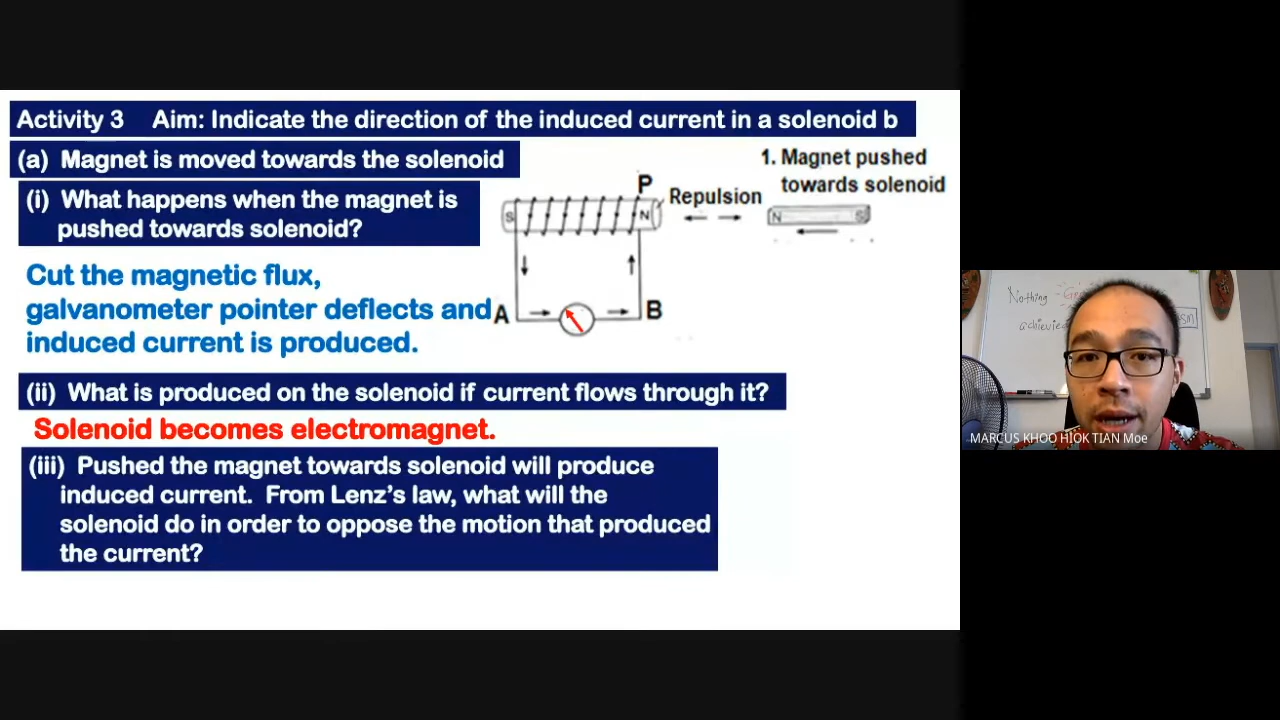 Activity 3 Aim: Indicate the direction of the induced current in a solenoid b
(a) Magnet is moved towards the solenoid
(i) What happens when the magnet is
pushed towards solenoid?
Cut the magnetic flux,
galvanometer pointer deflects and
induced current is produced.
1. Magnet pushed
towards solenoid
P
Repulsion
S
N
N
S
A
B
(ii) What is produced on the solenoid if current flows through it?
Solenoid becomes electromagnet.
(iii) Pushed the magnet towards solenoid will produce
induced current. From Lenz's law, what will the
solenoid do in order to oppose the motion that produced
the current?
Nothing
MARCUS KHOO HIOK TIAN Moe